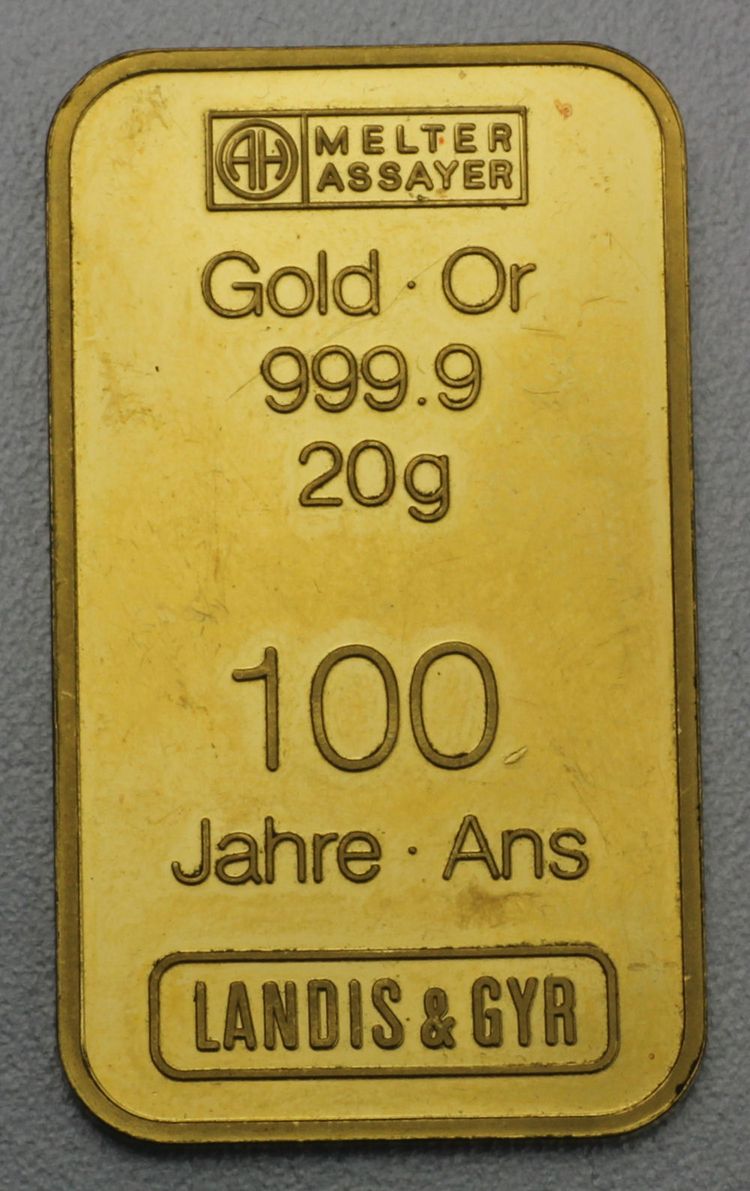 AH MELTER
ASSAYER
Gold · Or
999.9
20g
100
Jahre · Ans
LANDIS & GYR